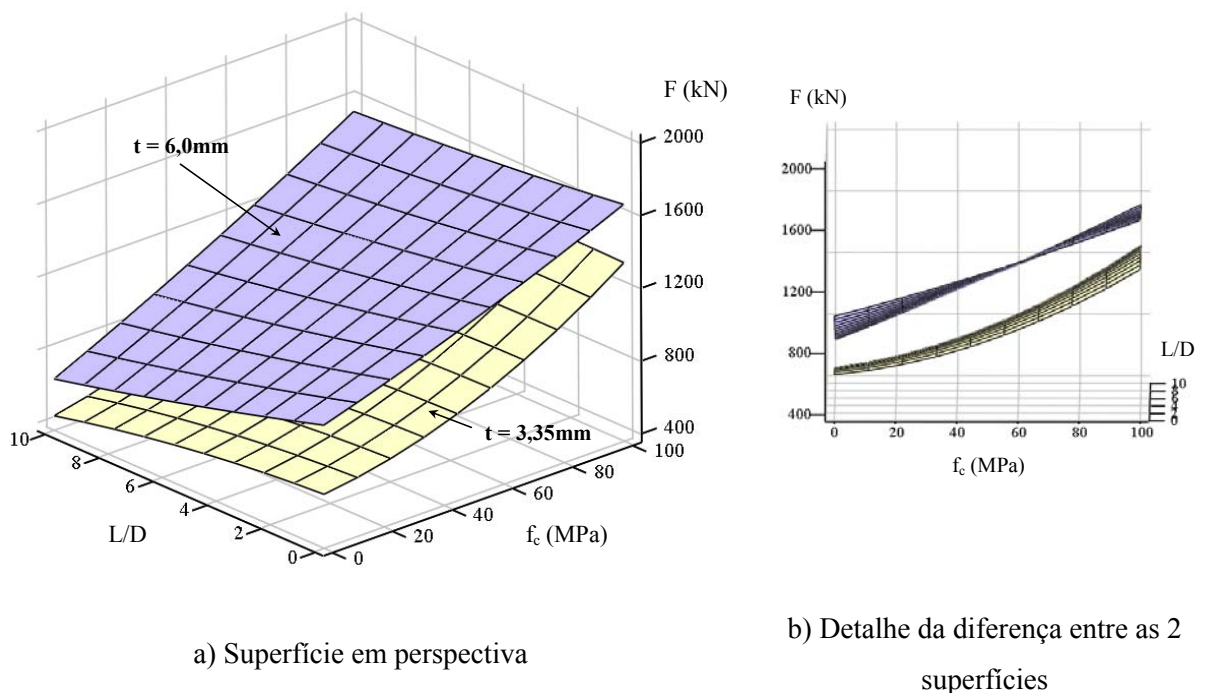 F (kN)
2000
1600
1200
800
400
t = 6,0mm
t = 3,35mm
10
8
6
4
2
0
L/D
0
20
40
60
80
100
f_c (MPa)
a) Superfície em perspectiva
F (kN)
2000
1600
1200
800
400
0
20
40
60
80
100
f_c (MPa)
L/D
10
0
b) Detalhe da diferença entre as 2
superfícies